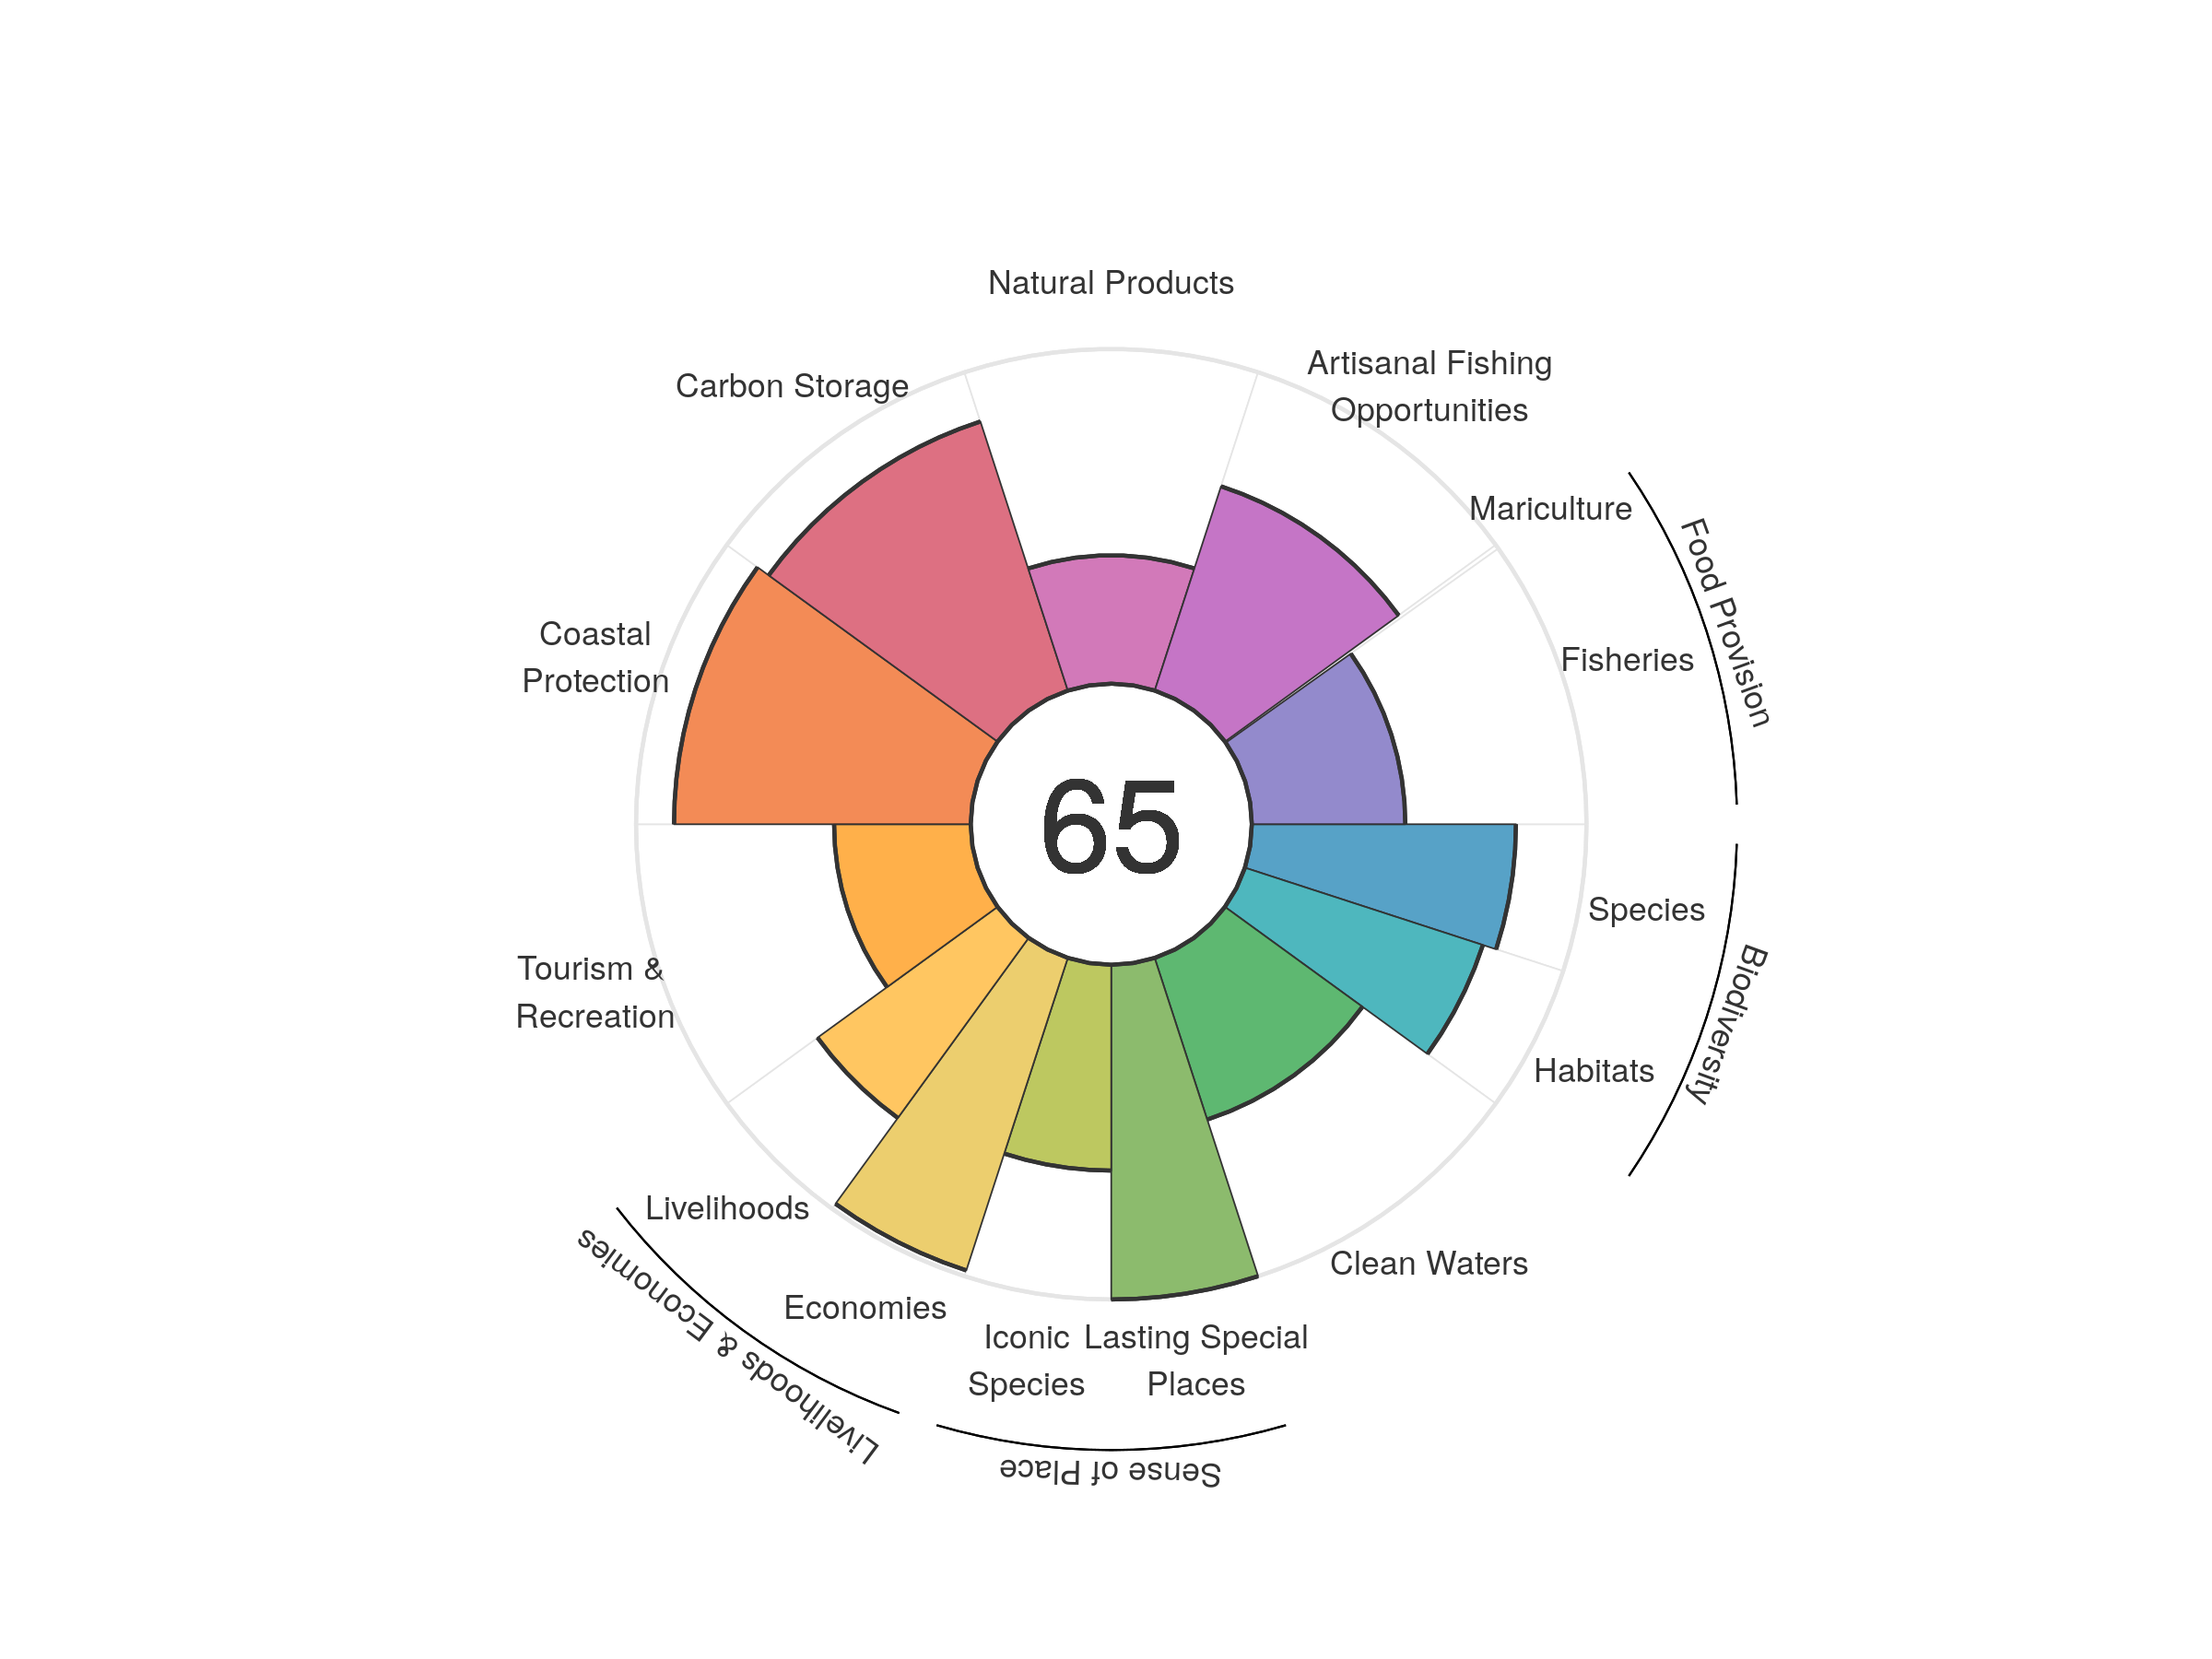 Natural Products
Artisanal Fishing
Opportunities
Carbon Storage
Mariculture
Food Provision
Fisheries
Coastal
Protection
65
Species
Biodiversity
Habitats
Tourism &
Recreation
Clean Waters
Livelihoods
Livelihoods & Economies
Economies
Iconic
Species
Lasting Special
Places
Sense of Place